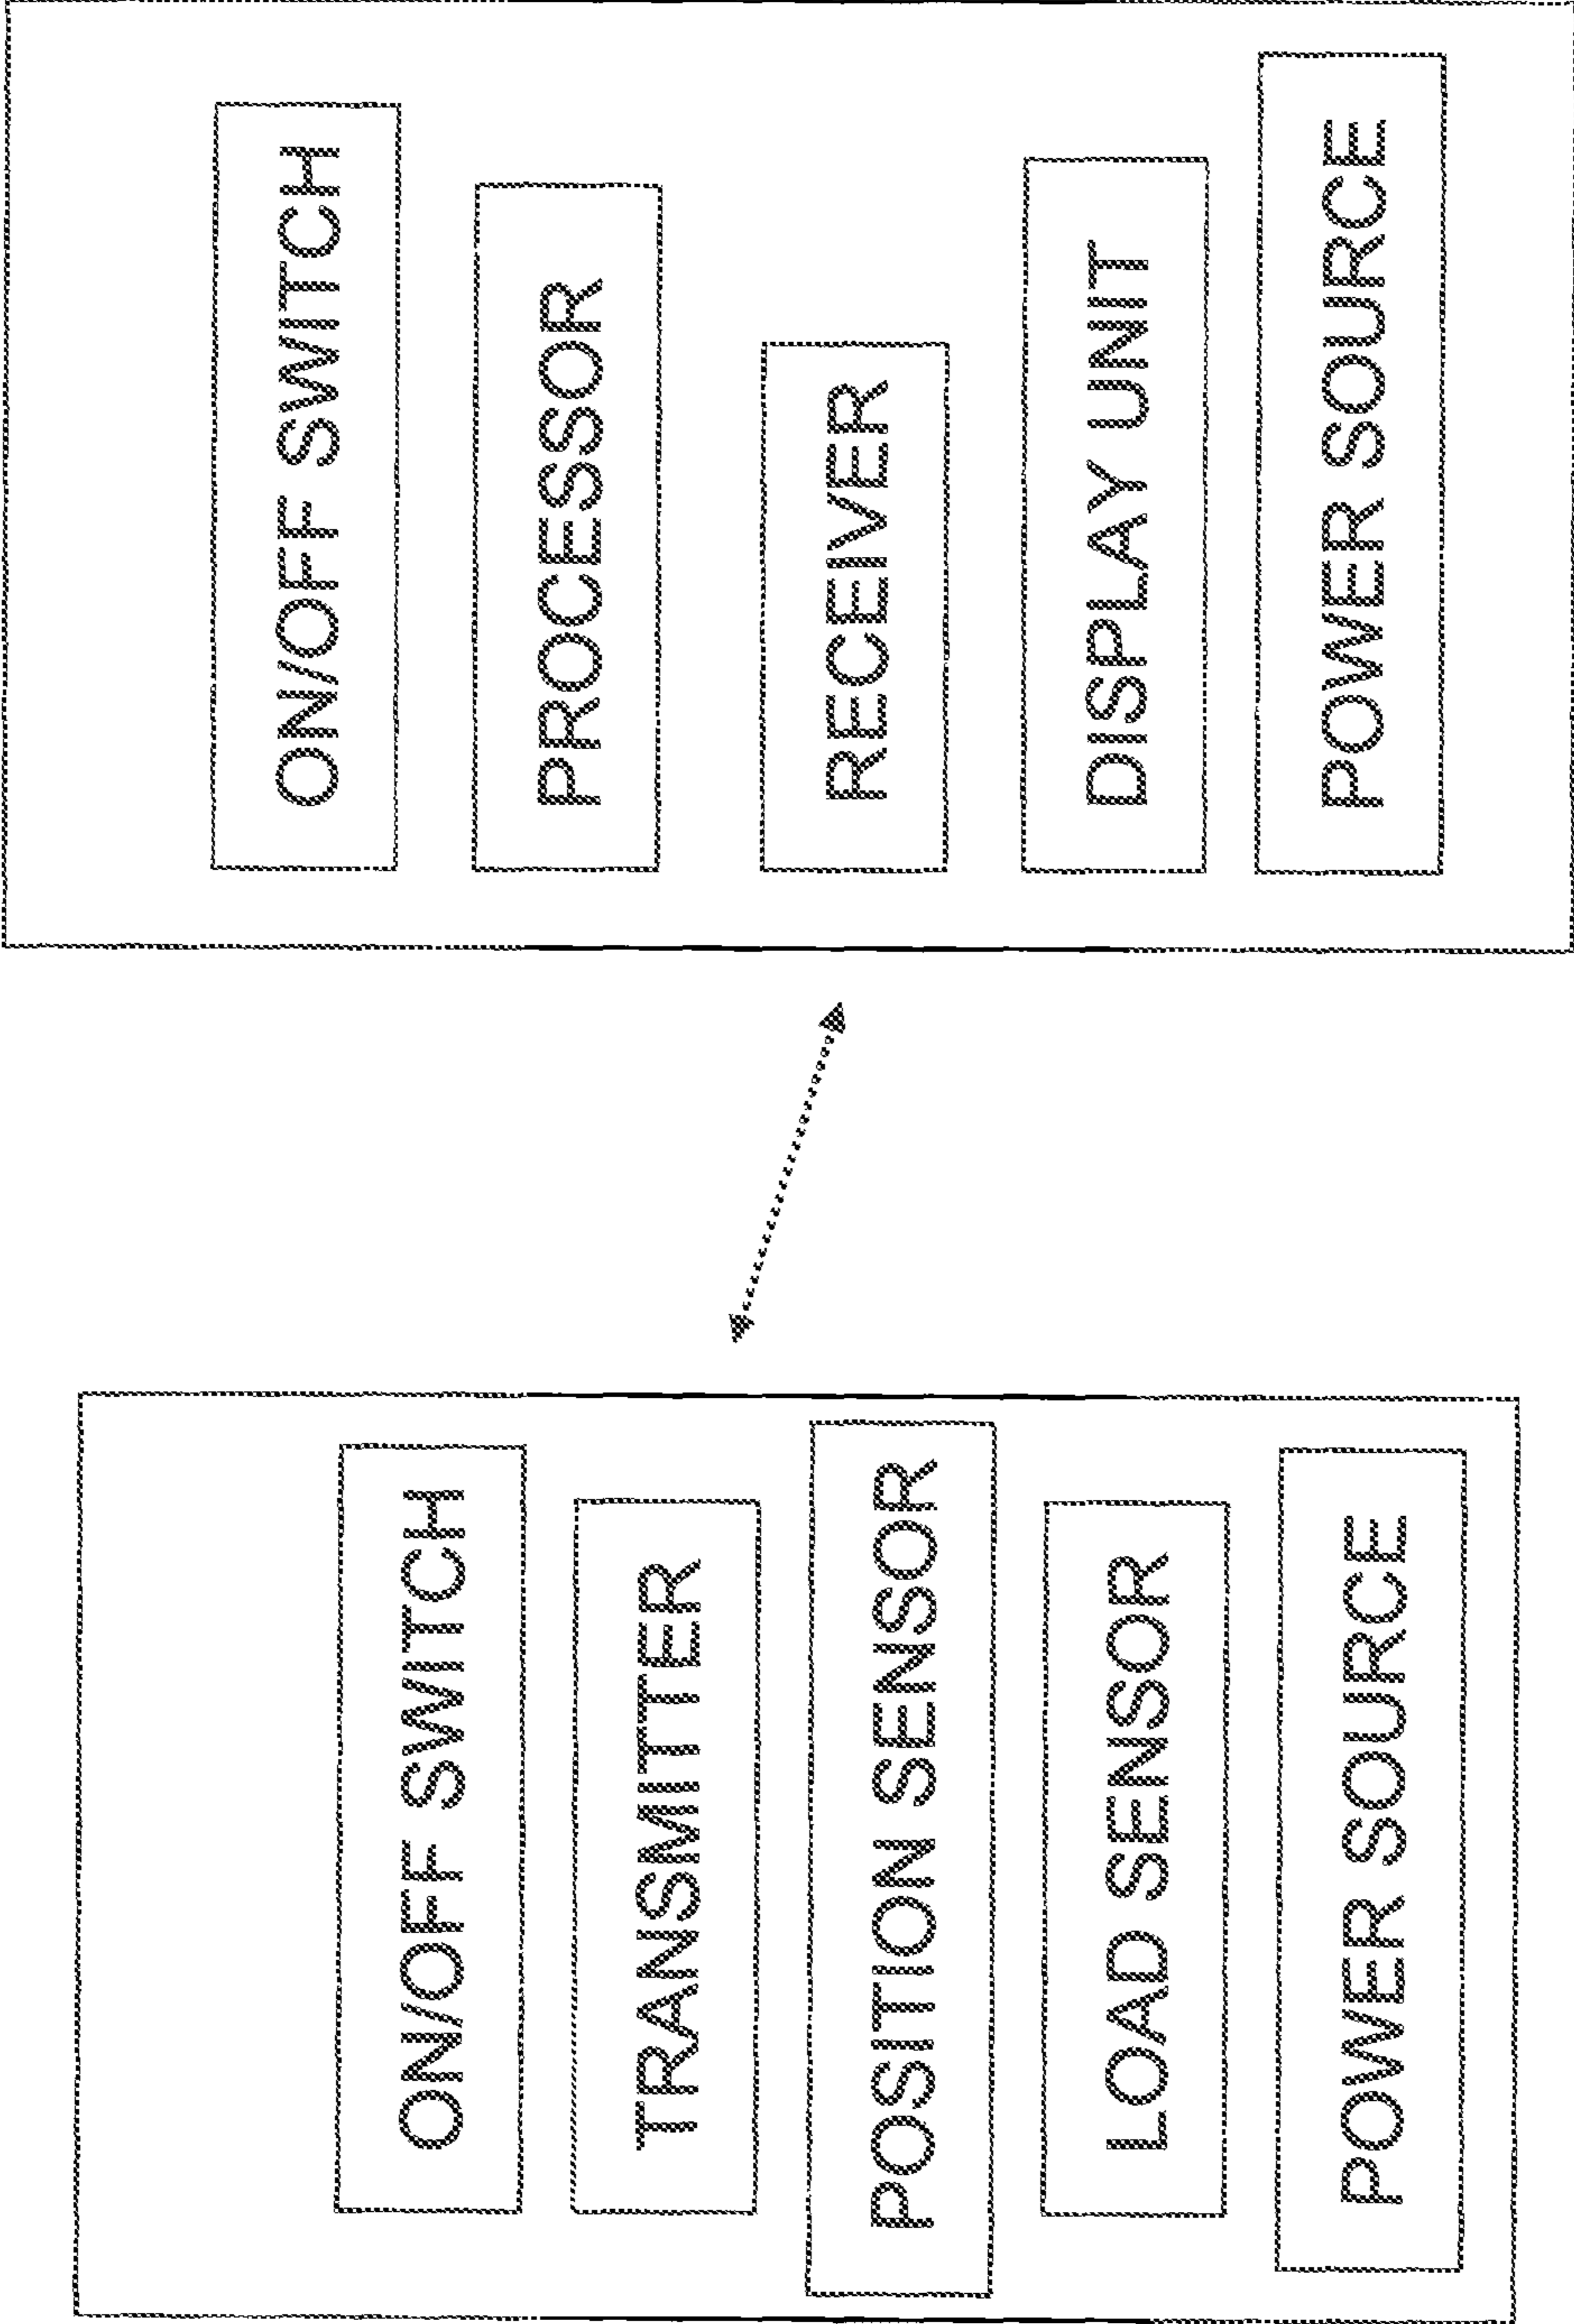 ON/OFF SWITCH
TRANSMITTER
POSITION SENSOR
LOAD SENSOR
POWER SOURCE
ON/OFF SWITCH
PROCESSOR
RECEIVER
DISPLAY UNIT
POWER SOURCE